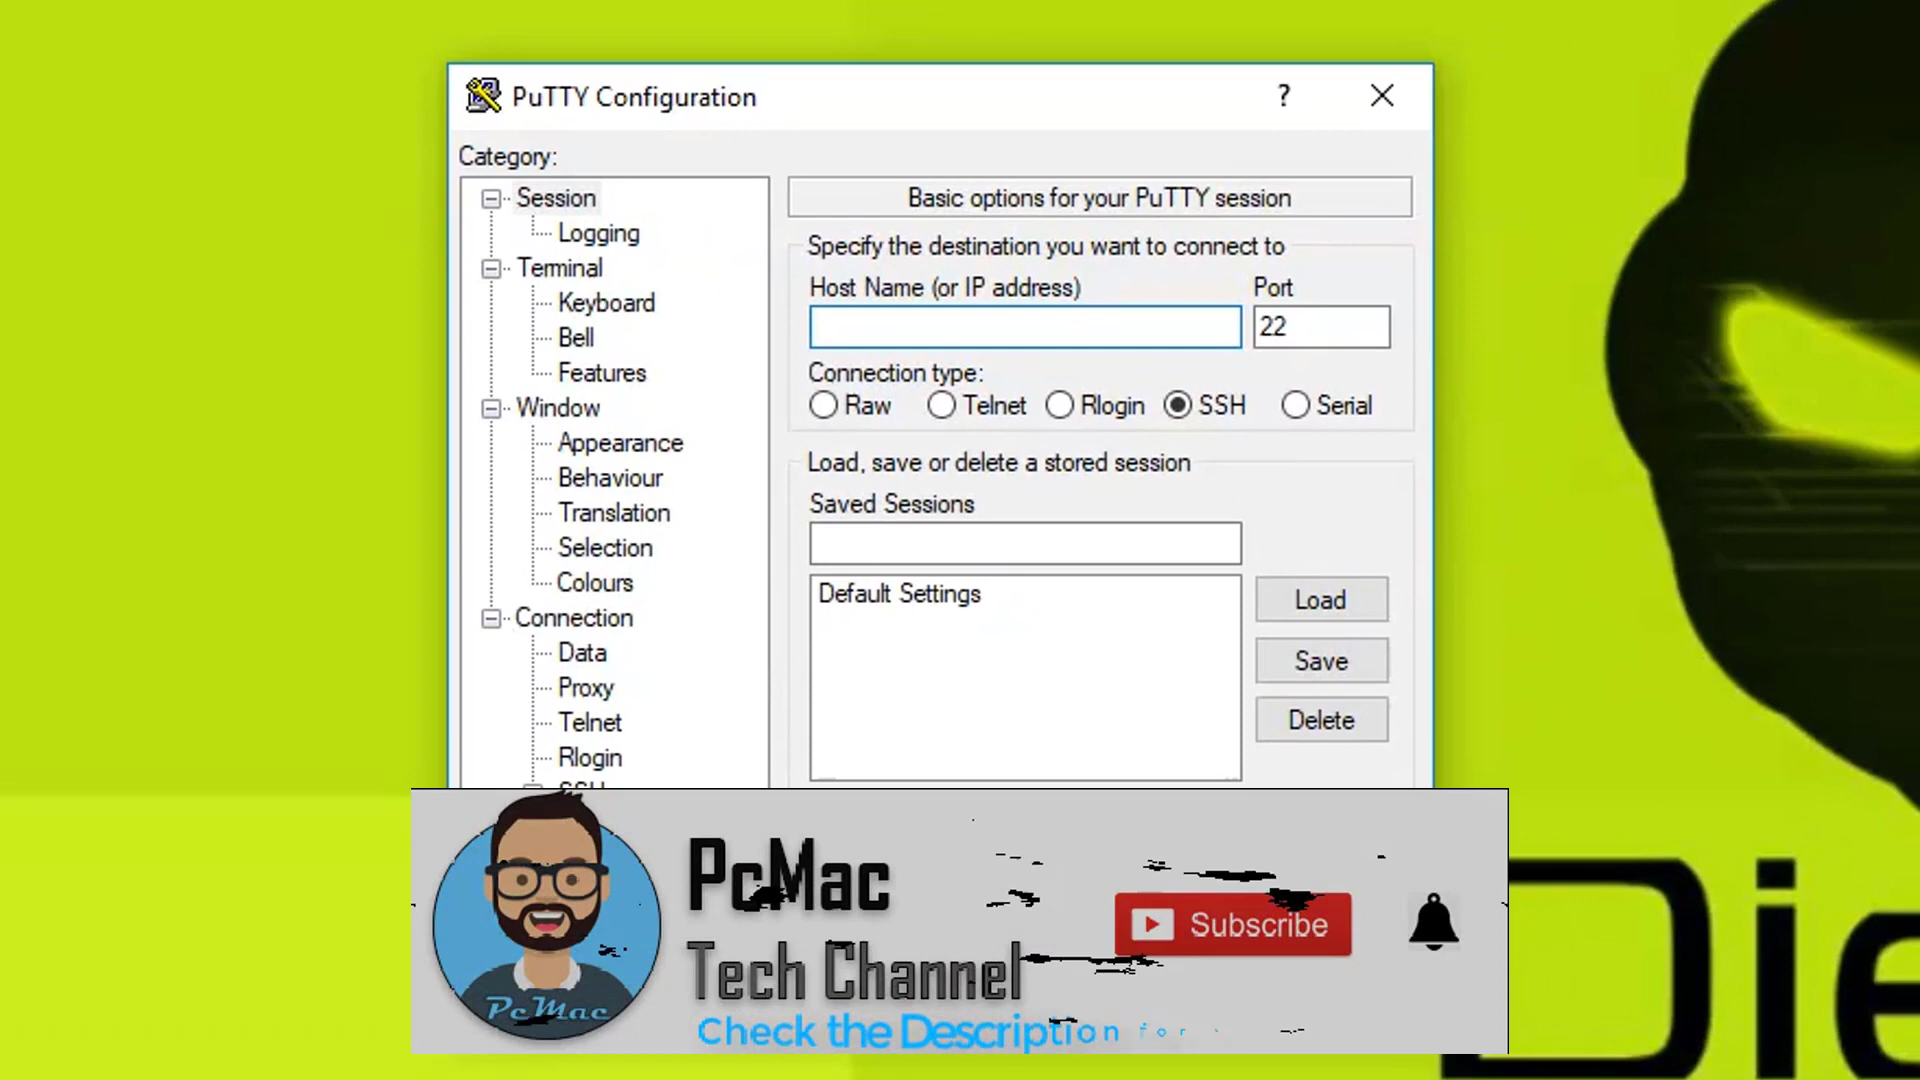 PuTTY Configuration
?
Category:
Session
Logging
Terminal
Keyboard
Bell
Features
Window
Appearance
Behaviour
Translation
Selection
Colours
Connection
Data
Proxy
Telnet
Rlogin
SSH
Basic options for your PuTTY session
Specify the destination you want to connect to
Host Name (or IP address) Port
22
Connection type:
Raw Telnet Rlogin SSH Serial
Load, save or delete a stored session
Saved Sessions
Default Settings
Load
Save
Delete
PcMac
Tech Channel
Check the Description for
Subscribe
PcMac
Die